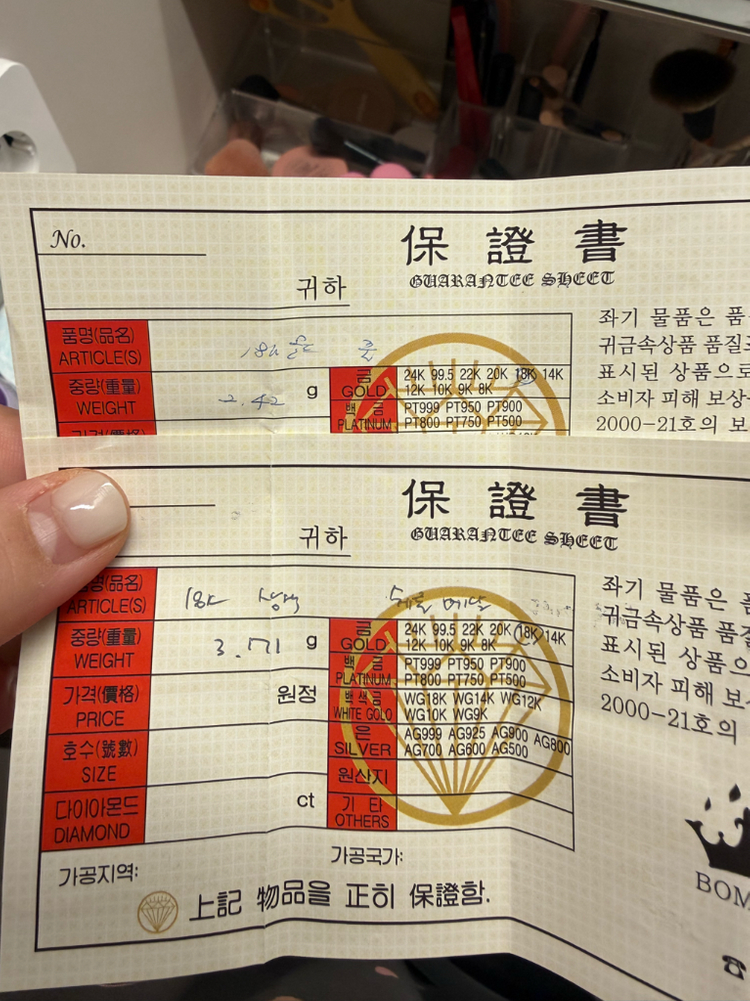 No.
保證書
GUARANTEE SHEET
귀하
품명(品名)
ARTICLE(S)
18K
중량(重量)
WEIGHT
2.42 g
금
GOLD
24K 99.5 22K 20K 18K 14K
12K 10K 9K 8K
백 금
PLATINUM
PT999 PT950 PT900
PT800 PT750 PT500
좌기 물품은 품
귀금속상품 품질
표시된 상품으로
소비자 피해 보상
2000-21호의 보
保證書
GUARANTEE SHEET
귀하
(品名)
ARTICLE(S)
18K 메달
중량(重量)
WEIGHT
3.71 g
가격(價格)
PRICE
원정
호수(號數)
SIZE
다이아몬드
DIAMOND
ct
금
GOLD
24K 99.5 22K 20K 18K 14K
12K 10K 9K 8K
백 금
PLATINUM
PT999 PT950 PT900
PT800 PT750 PT500
백색금
WHITE GOLD
WG18K WG14K WG12K
WG10K WG9K
은
SILVER
AG999 AG925 AG900 AG800
AG700 AG600 AG500
원산지
기 타
OTHERS
좌기 물품은
귀금속상품 품
표시된 상품으
소비자 피해 보
2000-21호의
가공지역:
가공국가:
上記 物品을 正히 保證함.
BOM
☎